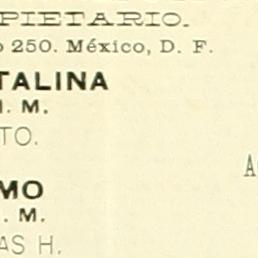 PIETARIO.
o 250. México, D. F.
TALINA
I. M.
TO.
MO
. M.
AS H.